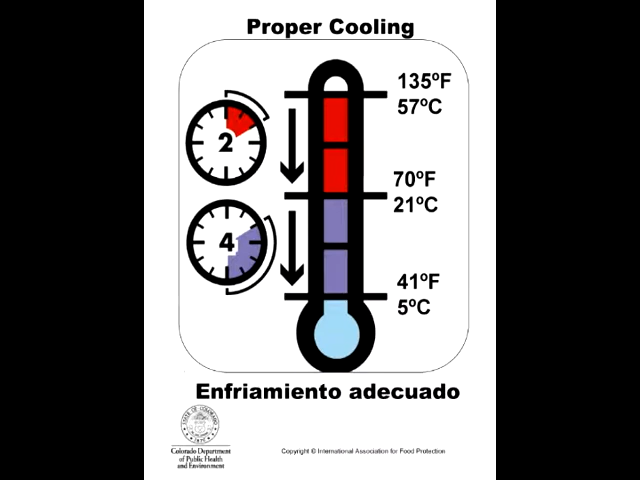 Proper Cooling
135ºF
57ºC
2
70ºF
21ºC
4
41ºF
5ºC
Enfriamiento adecuado
Colorado Department
of Public Health
and Environment
Copyright © International Association for Food Protection